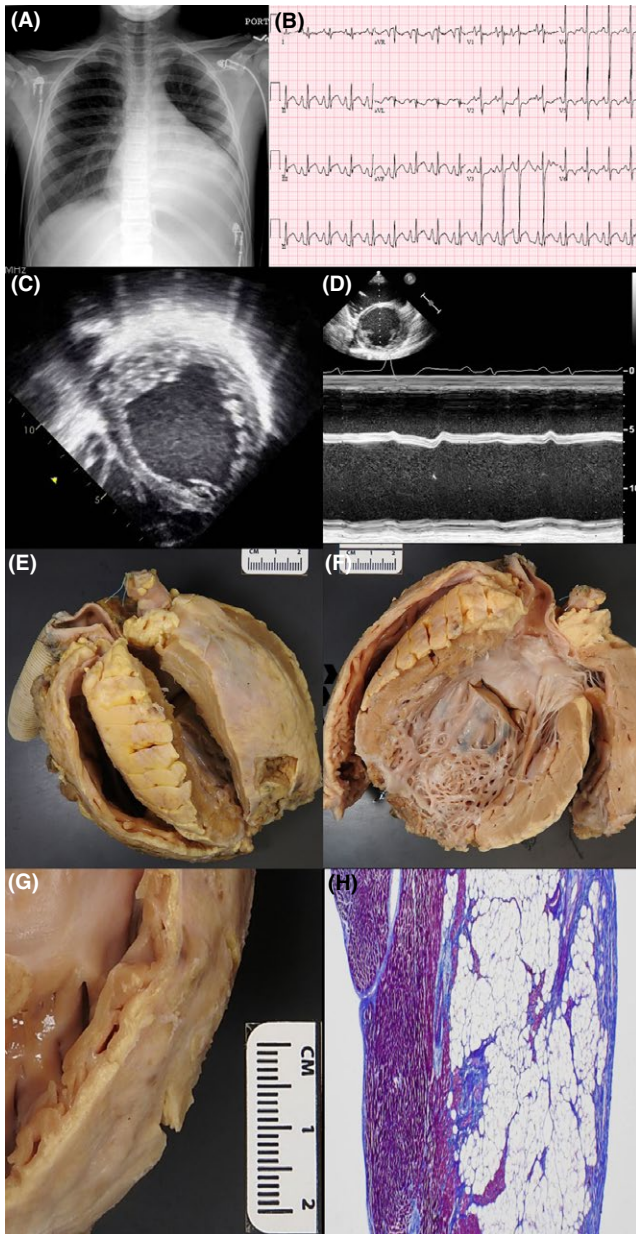 (A)
PORT
(B)
I
aVR
V1
V4
II
aVL
V2
V5
III
aVF
V3
V6
II
MHz
(C)
10
5
(D)
0
5
10
(E)
CM 1 2
(F)
CM 1 2
(G)
CM 1 2
(H)